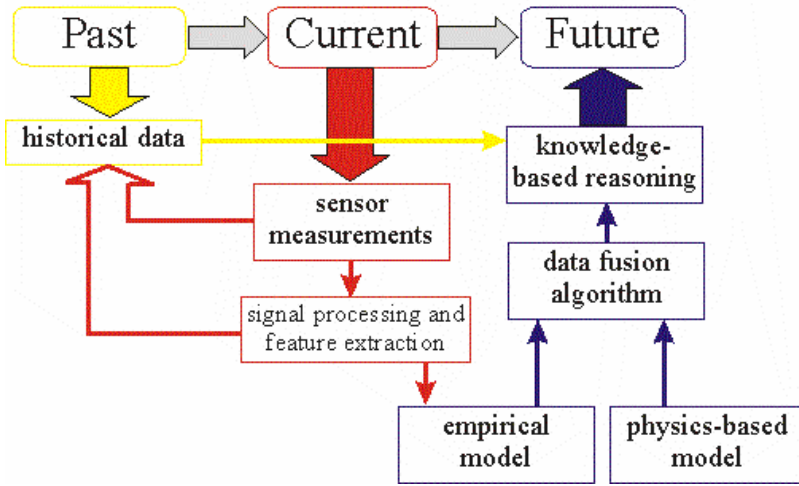 Past
Current
Future
historical data
knowledge-
based reasoning
sensor
measurements
data fusion
algorithm
signal processing and
feature extraction
empirical
model
physics-based
model